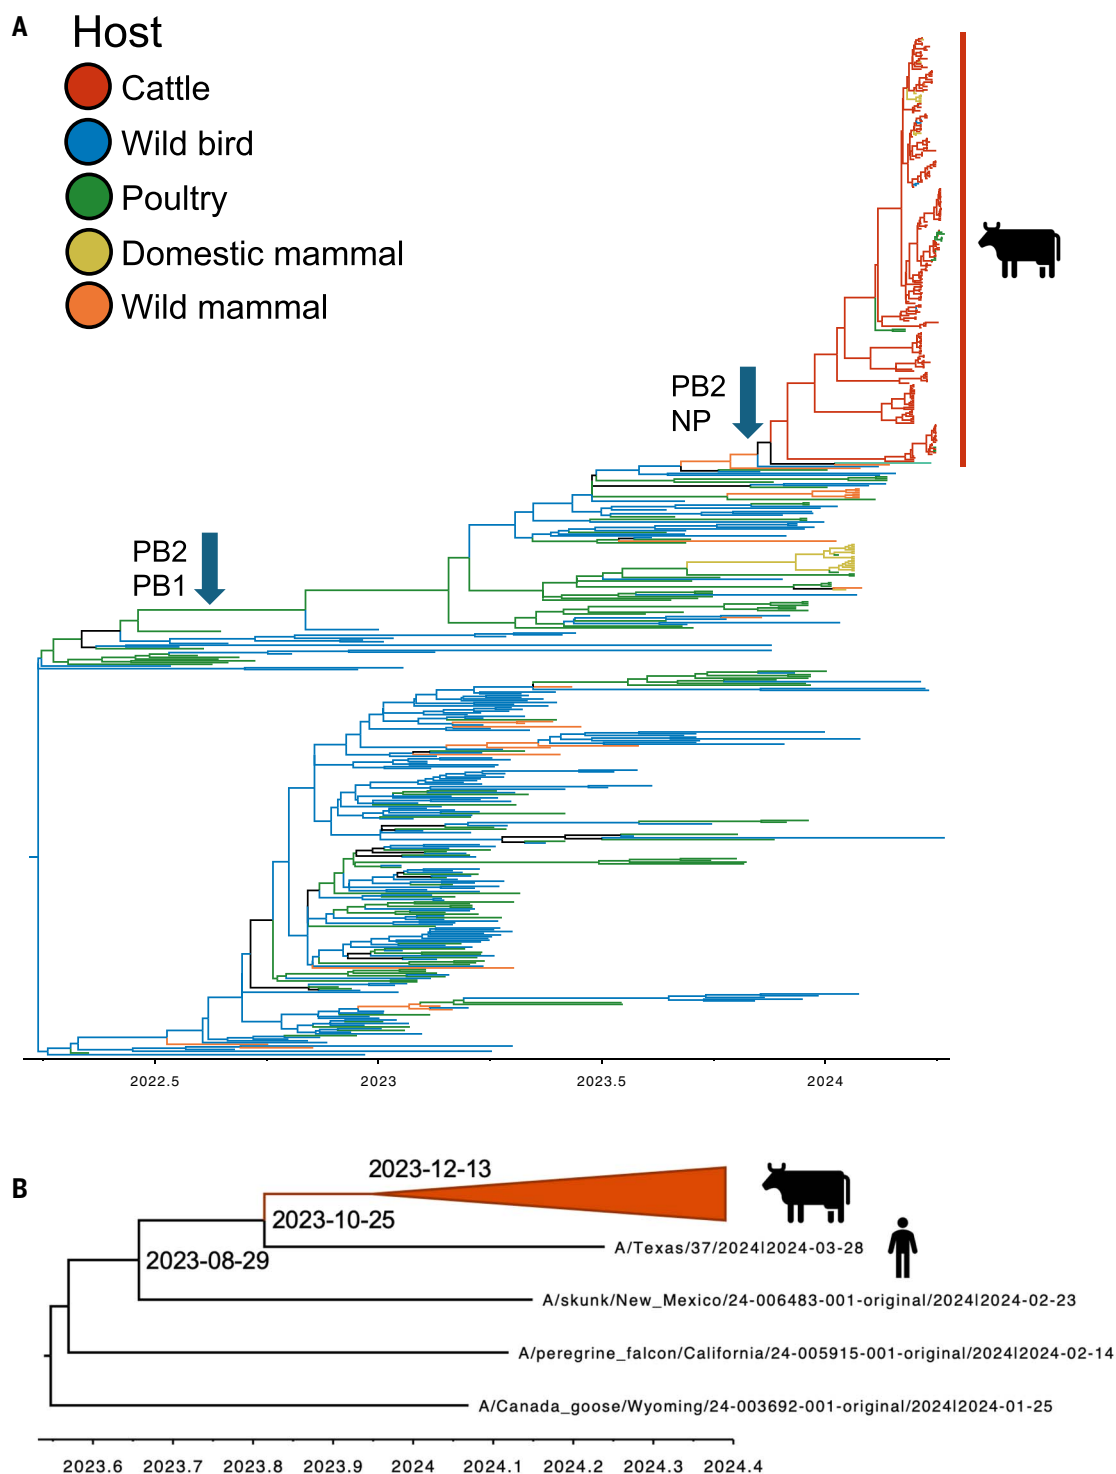 A
Host
Cattle
Wild bird
Poultry
Domestic mammal
Wild mammal
PB2
NP
PB2
PB1
2022.5 2023 2023.5 2024
B
2023-12-13
2023-10-25
2023-08-29
A/Texas/37/2024|2024-03-28
A/skunk/New_Mexico/24-006483-001-original/2024|2024-02-23
A/peregrine_falcon/California/24-005915-001-original/2024|2024-02-14
A/Canada_goose/Wyoming/24-003692-001-original/2024|2024-01-25
2023.6 2023.7 2023.8 2023.9 2024 2024.1 2024.2 2024.3 2024.4